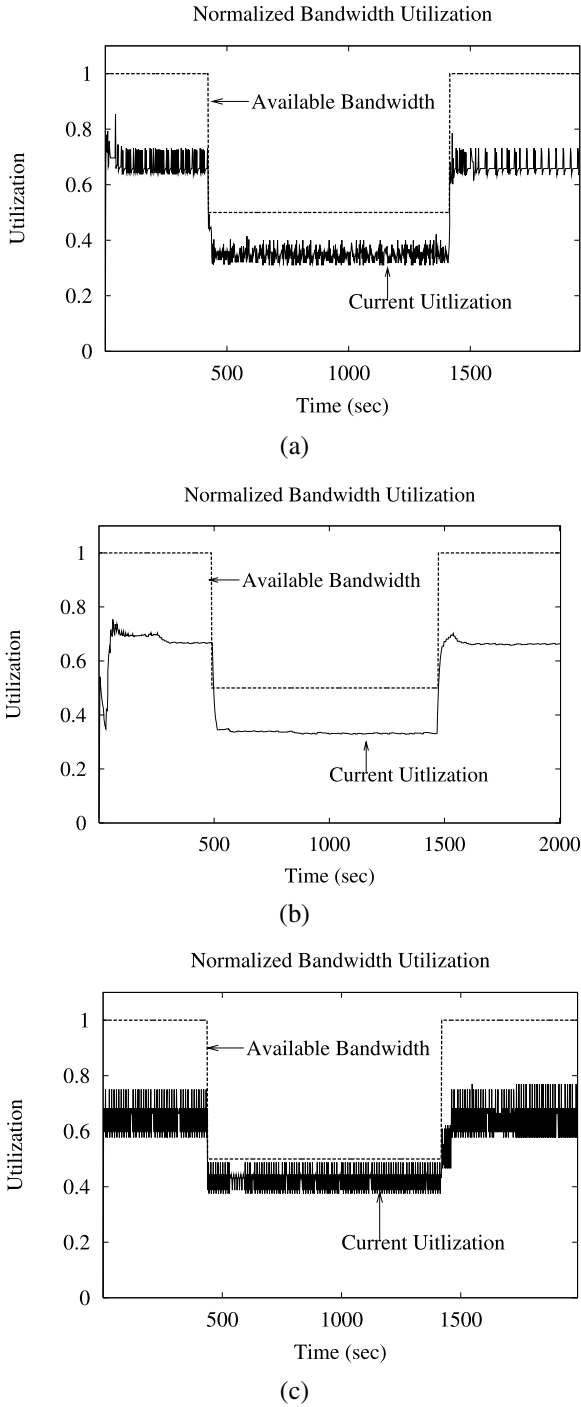 Normalized Bandwidth Utilization
1
Available Bandwidth
0.8
0.6
Utilization
0.4
Current Uitlization
0.2
0
500
1000
1500
Time (sec)
(a)
Normalized Bandwidth Utilization
1
Available Bandwidth
0.8
0.6
Utilization
0.4
Current Uitlization
0.2
0
500
1000
1500
2000
Time (sec)
(b)
Normalized Bandwidth Utilization
1
Available Bandwidth
0.8
0.6
Utilization
0.4
Current Uitlization
0.2
0
500
1000
1500
Time (sec)
(c)